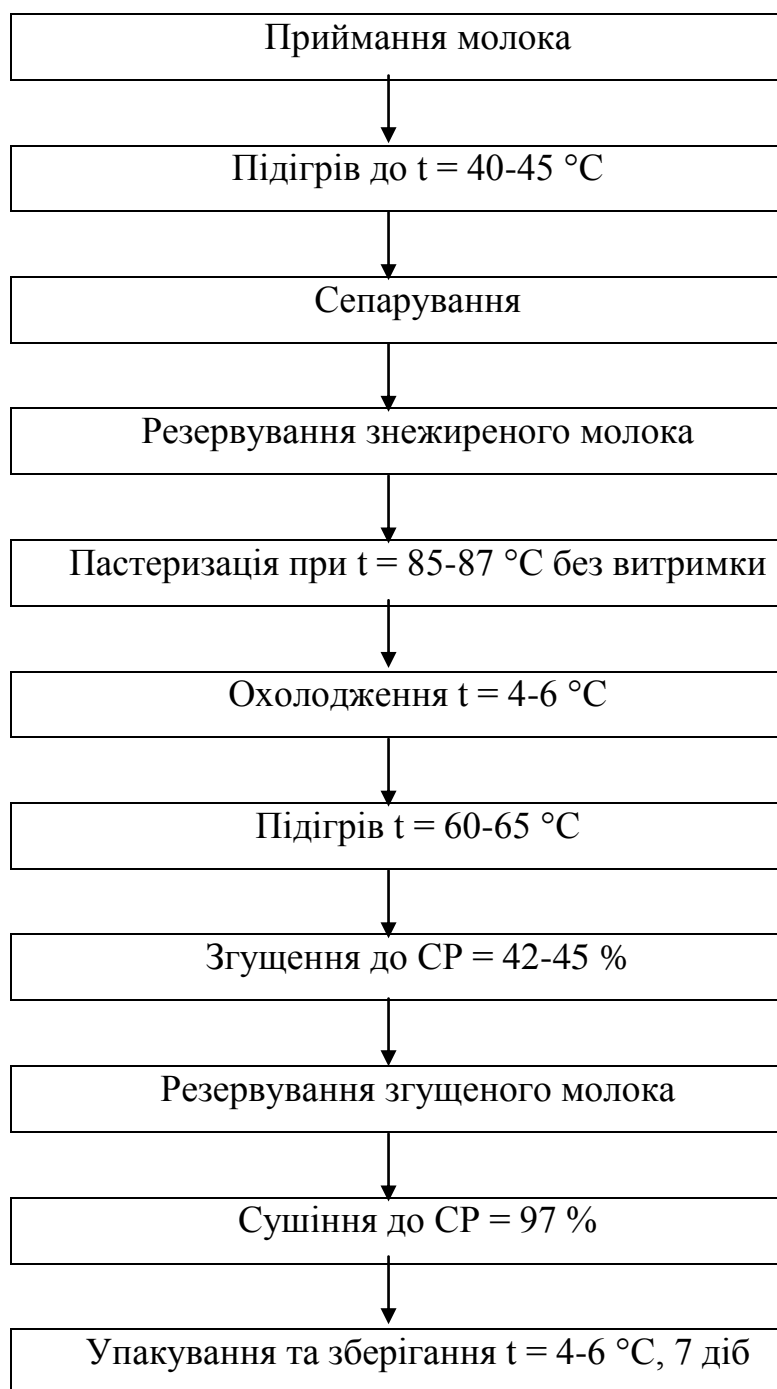 Приймання молока
Підігрів до t = 40-45 °С
Сепарування
Резервування знежиреного молока
Пастеризація при t = 85-87 °С без витримки
Охолодження t = 4-6 °С
Підігрів t = 60-65 °С
Згущення до СР = 42-45 %
Резервування згущеного молока
Сушіння до СР = 97 %
Упакування та зберігання t = 4-6 °С, 7 діб